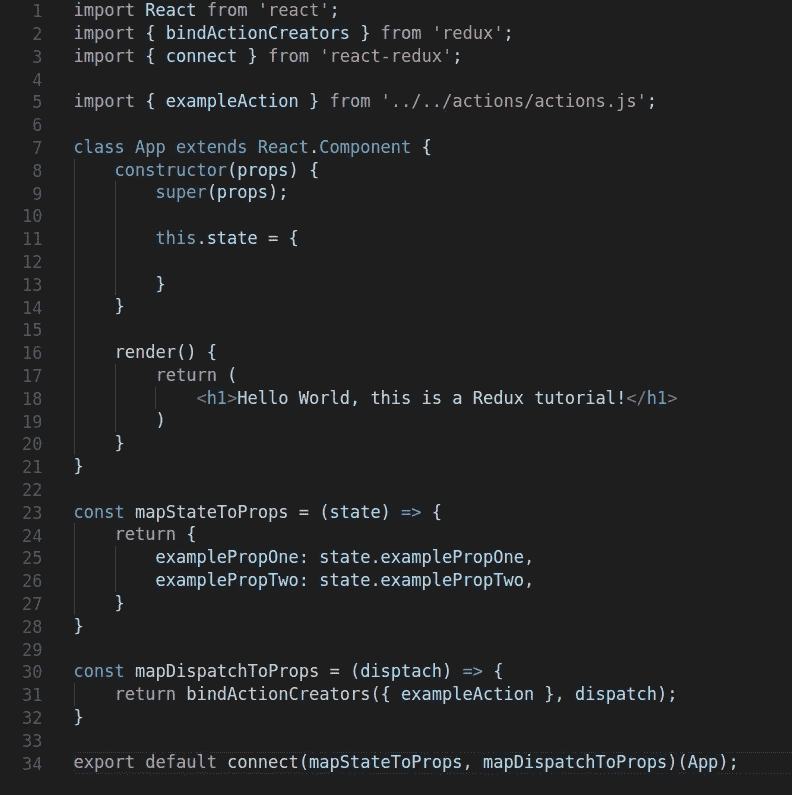 1 import React from 'react';
2 import { bindActionCreators } from 'redux';
3 import { connect } from 'react-redux';
4
5 import { exampleAction } from '../../actions/actions.js';
6
7 class App extends React.Component {
8     constructor(props) {
9         super(props);
10
11         this.state = {
12
13         }
14     }
15
16     render() {
17         return (
18             <h1>Hello World, this is a Redux tutorial!</h1>
19         )
20     }
21 }
22
23 const mapStateToProps = (state) => {
24     return {
25         examplePropOne: state.examplePropOne,
26         examplePropTwo: state.examplePropTwo,
27     }
28 }
29
30 const mapDispatchToProps = (disptach) => {
31     return bindActionCreators({ exampleAction }, dispatch);
32 }
33
34 export default connect(mapStateToProps, mapDispatchToProps)(App);